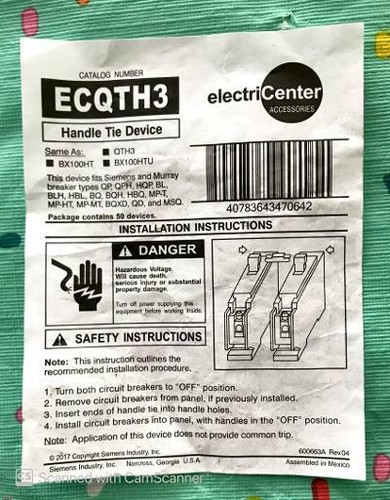 CATALOG NUMBER
ECQTH3
Handle Tie Device
electriCenter
ACCESSORIES
Same As: ■ QTH3
■ BX100HT ■ BX100HTU
This device fits Siemens and Murray
breaker types QP, QPH, HQP, BL,
BLH, HBL, BQ, BQH, HBQ, MP-T,
MP-HT, MP-MT, BQXD, QD, and MSQ.
Package contains 50 devices.
40783643470642
INSTALLATION INSTRUCTIONS
DANGER
Hazardous Voltage.
Will cause death,
serious injury or substantial
property damage.
Turn off power supplying this
equipment before working inside.
SAFETY INSTRUCTIONS
Note: This instruction outlines the
recommended installation procedure.
1. Turn both circuit breakers to "OFF" position.
2. Remove circuit breakers from panel, if previously installed.
3. Insert ends of handle tie into handle holes.
4. Install circuit breakers into panel, with handles in the "OFF" position.
Note: Application of this device does not provide common trip.
© 2017 Copyright Siemens Industry, Inc.
Siemens Industry, Inc. Norcross, Georgia U.S.A.
600663A Rev.04
Assembled in Mexico
CS Scanned with CamScanner